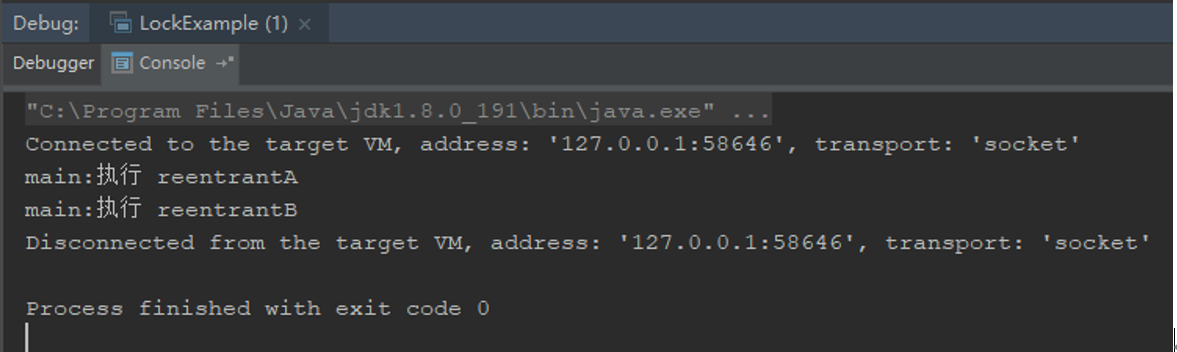 Debug: LockExample (1)
Debugger Console
"C:\Program Files\Java\jdk1.8.0_191\bin\java.exe" ...
Connected to the target VM, address: '127.0.0.1:58646', transport: 'socket'
main:执行 reentrantA
main:执行 reentrantB
Disconnected from the target VM, address: '127.0.0.1:58646', transport: 'socket'
Process finished with exit code 0